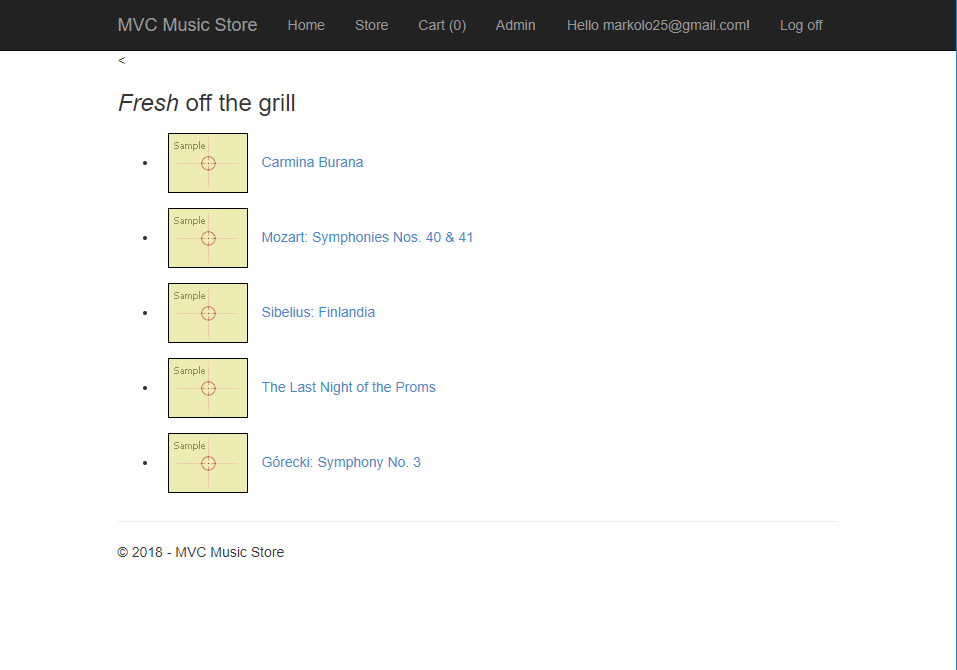 MVC Music Store Home Store Cart (0) Admin Hello markolo25@gmail.com! Log off
<
Fresh off the grill
Sample
Carmina Burana
Sample
Mozart: Symphonies Nos. 40 & 41
Sample
Sibelius: Finlandia
Sample
The Last Night of the Proms
Sample
Górecki: Symphony No. 3
© 2018 - MVC Music Store